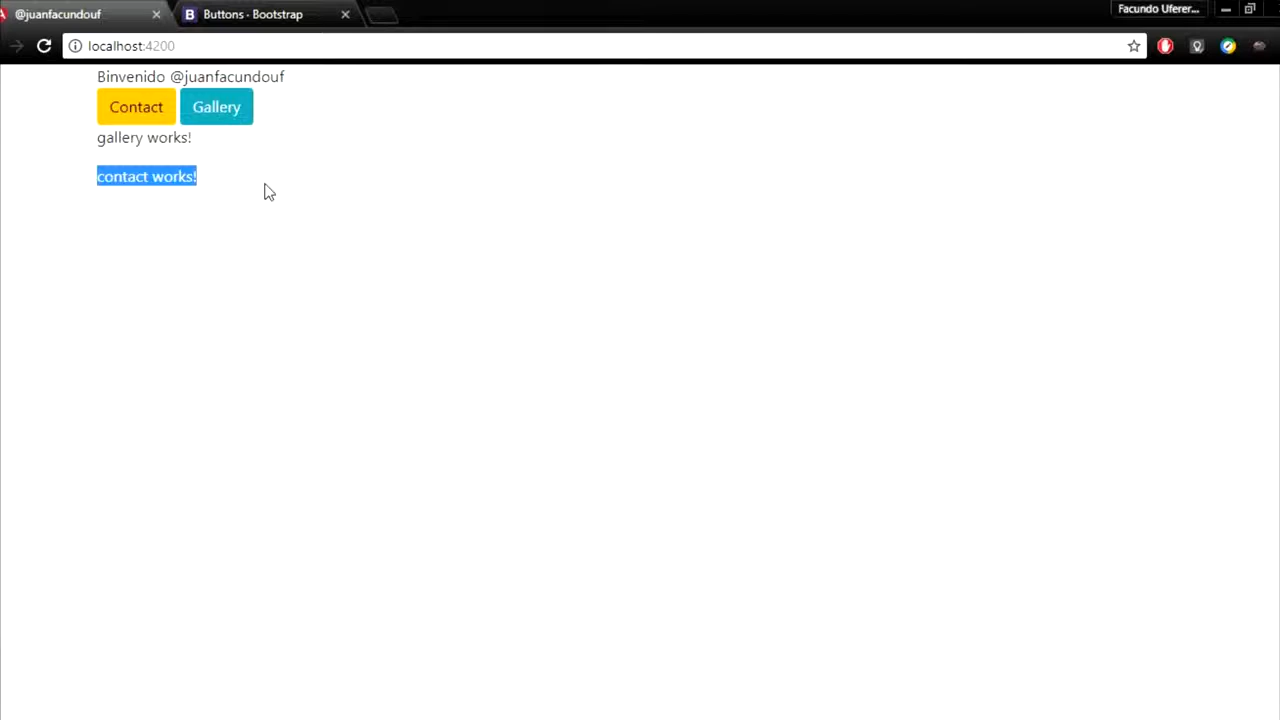 @juanfacundouf
Buttons · Bootstrap
Facundo Uferer...
localhost:4200
Binvenido @juanfacundouf
Contact Gallery
gallery works!
contact works!